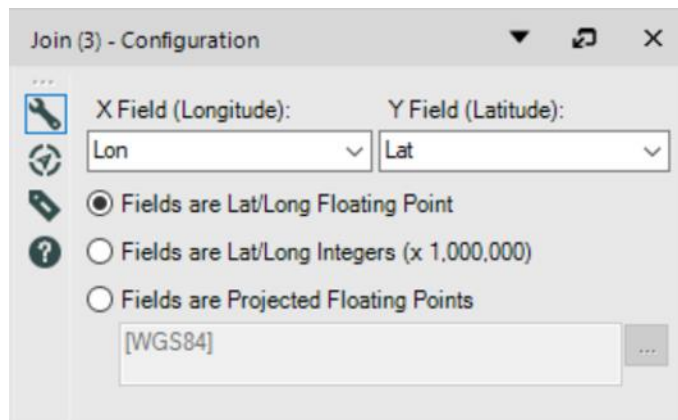 Join (3) - Configuration
X Field (Longitude): Y Field (Latitude):
Lon Lat
Fields are Lat/Long Floating Point
Fields are Lat/Long Integers (x 1,000,000)
Fields are Projected Floating Points
[WGS84] ...